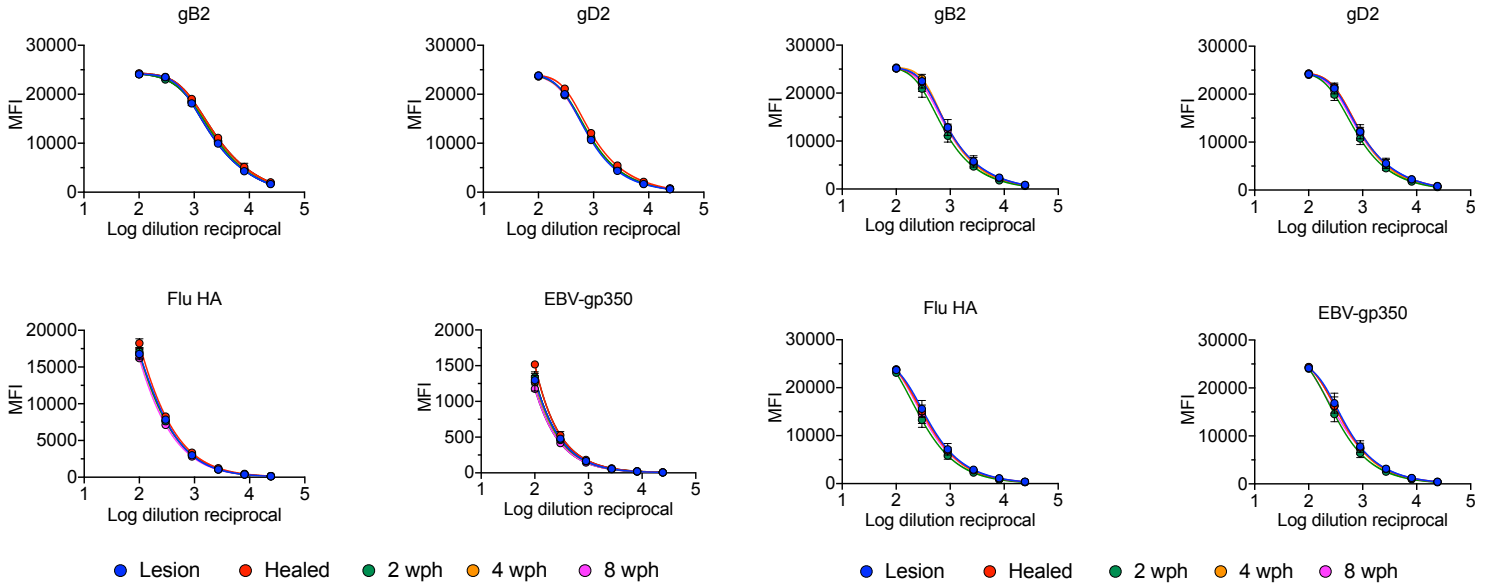 gB2
30000
20000
10000
0
MFI
1 2 3 4 5
Log dilution reciprocal
gD2
30000
20000
10000
0
MFI
1 2 3 4 5
Log dilution reciprocal
gB2
30000
20000
10000
0
MFI
1 2 3 4 5
Log dilution reciprocal
gD2
30000
20000
10000
0
MFI
1 2 3 4 5
Log dilution reciprocal
Flu HA
20000
15000
10000
5000
0
MFI
1 2 3 4 5
Log dilution reciprocal
EBV-gp350
2000
1500
1000
500
0
MFI
1 2 3 4 5
Log dilution reciprocal
Flu HA
30000
20000
10000
0
MFI
1 2 3 4 5
Log dilution reciprocal
EBV-gp350
30000
20000
10000
0
MFI
1 2 3 4 5
Log dilution reciprocal
Lesion Healed 2 wph 4 wph 8 wph
Lesion Healed 2 wph 4 wph 8 wph